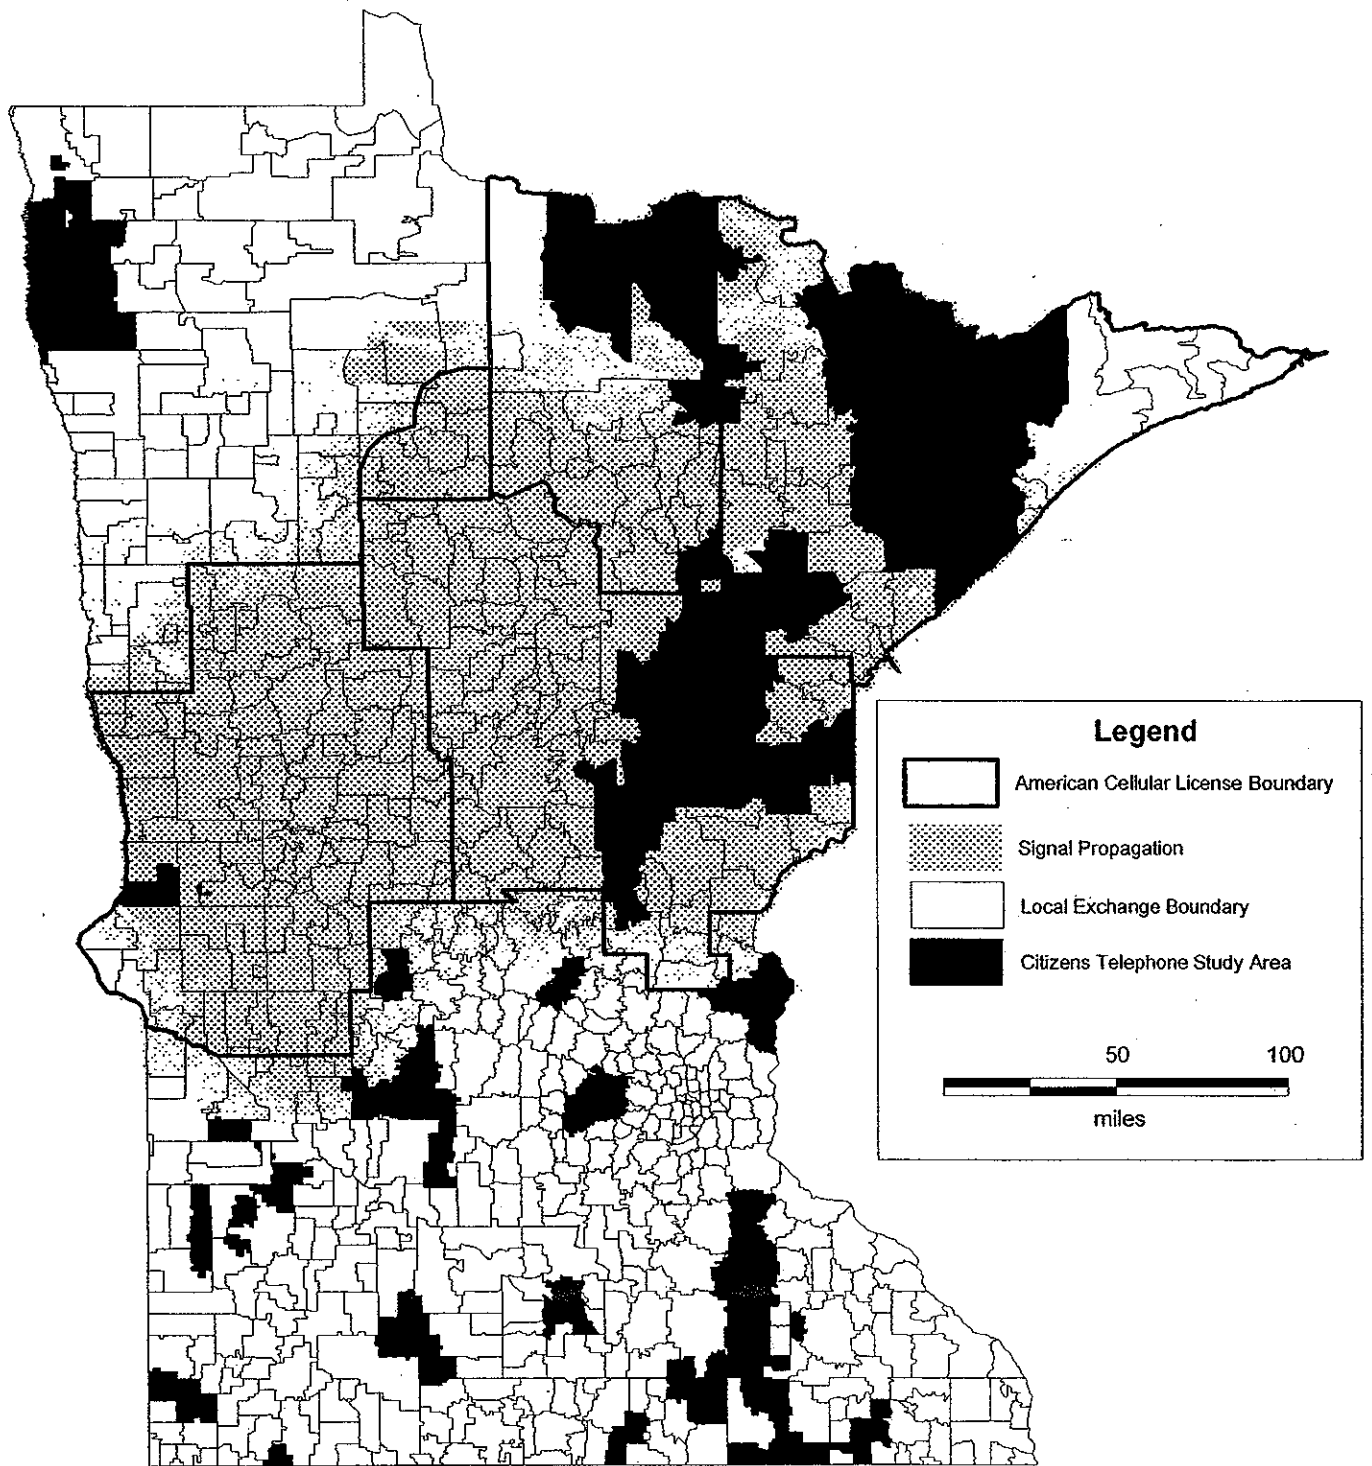 Legend
American Cellular License Boundary
Signal Propagation
Local Exchange Boundary
Citizens Telephone Study Area
50 100
miles